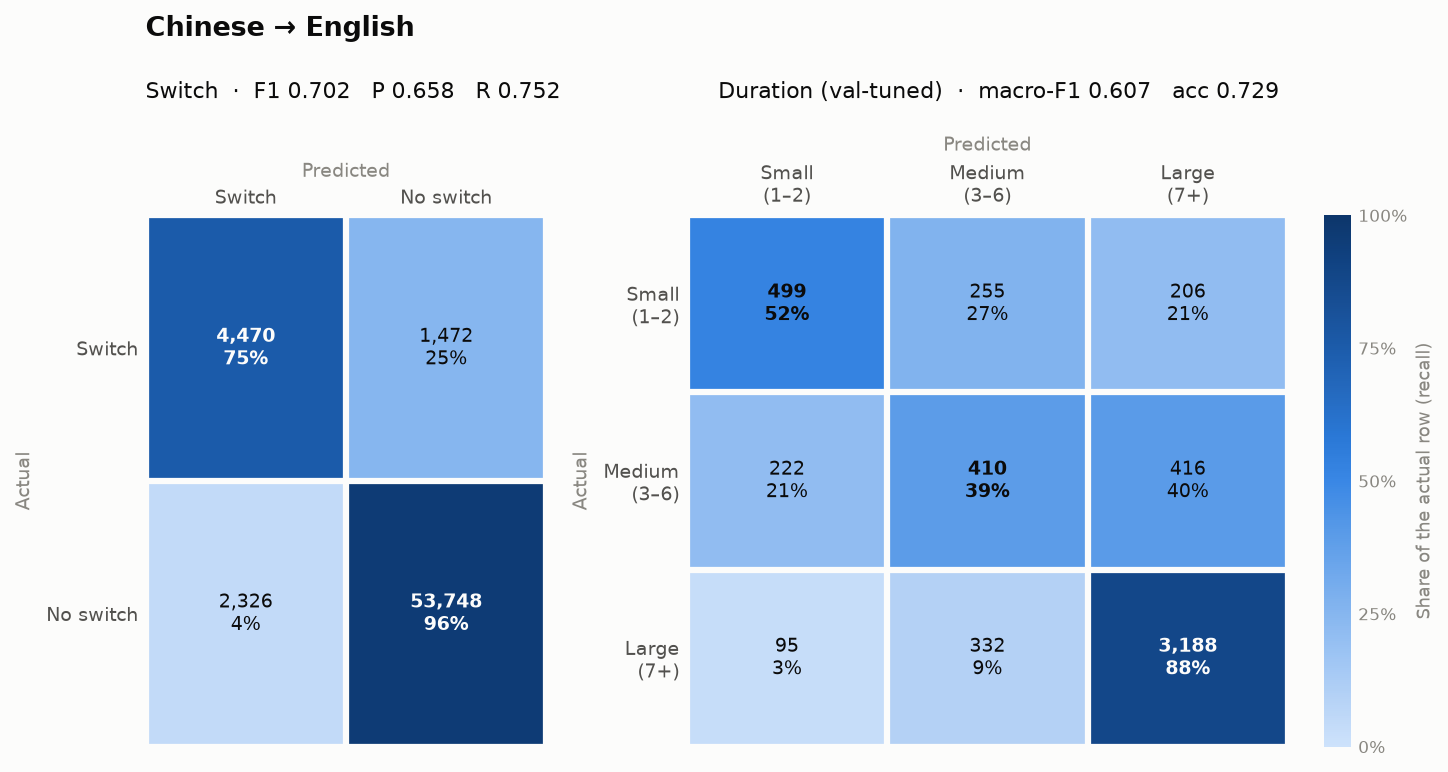 Chinese → English
Switch · F1 0.702 P 0.658 R 0.752
Predicted
Switch No switch
Actual
Switch
4,470
75%
1,472
25%
No switch
2,326
4%
53,748
96%
Duration (val-tuned) · macro-F1 0.607 acc 0.729
Predicted
Small
(1–2)
Medium
(3–6)
Large
(7+)
Actual
Small
(1–2)
499
52%
255
27%
206
21%
Medium
(3–6)
222
21%
410
39%
416
40%
Large
(7+)
95
3%
332
9%
3,188
88%
100%
75%
50%
25%
0%
Share of the actual row (recall)